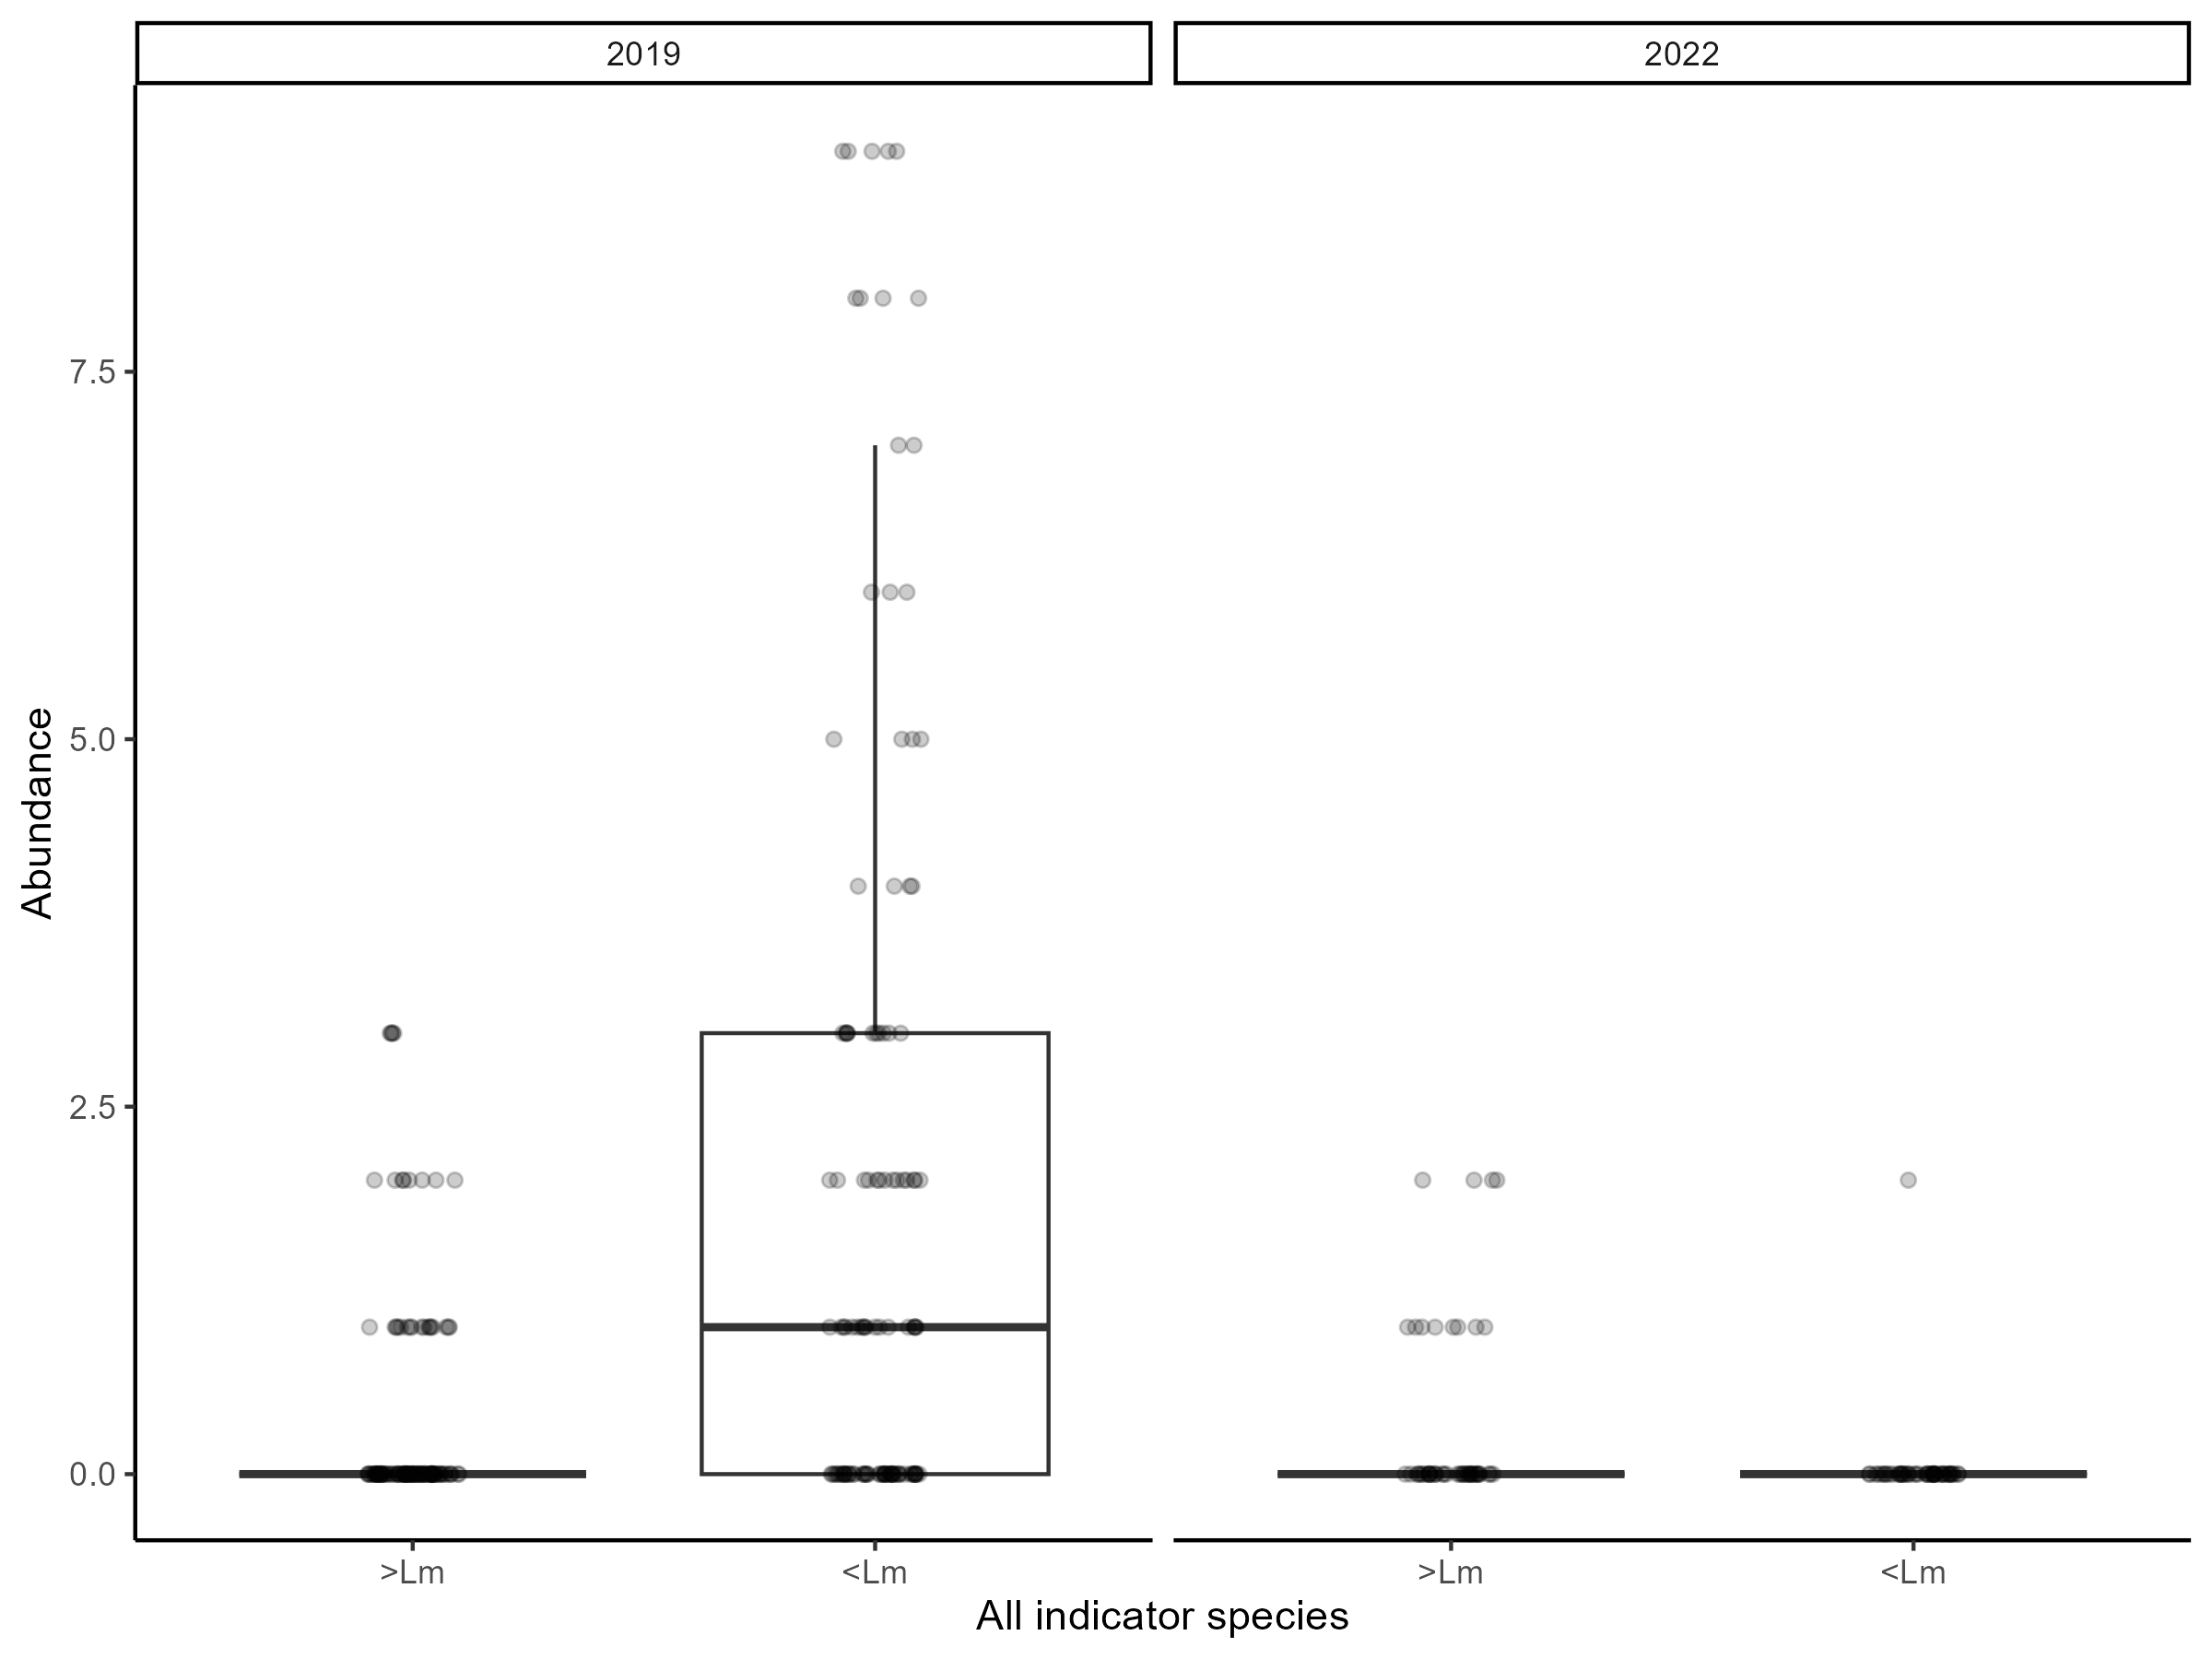 2019
2022
Abundance
7.5
5.0
2.5
0.0
>Lm
<Lm
>Lm
<Lm
All indicator species